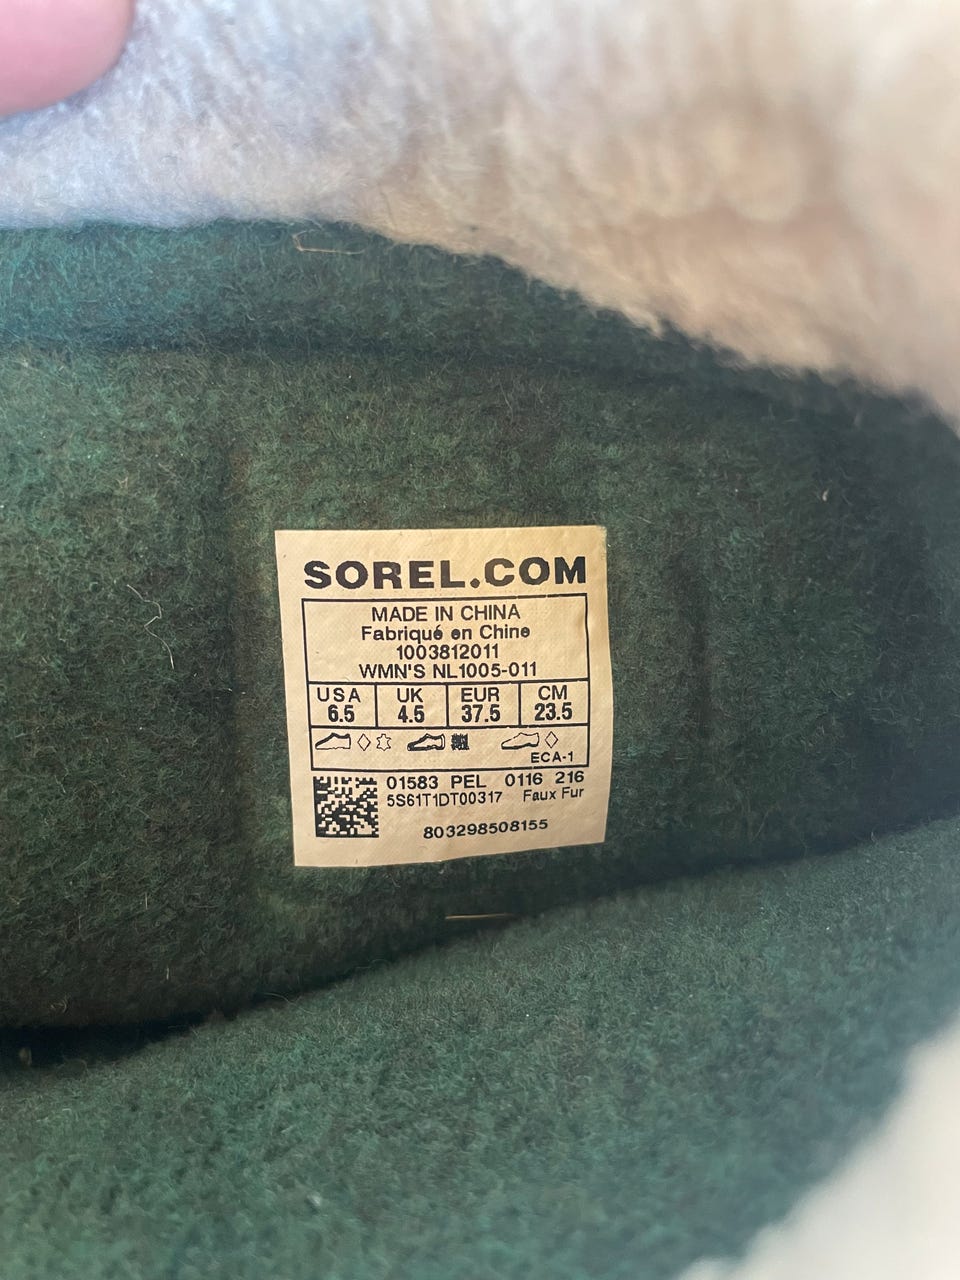 SOREL.COM
MADE IN CHINA
Fabriqué en Chine
1003812011
WMN'S NL1005-011
USA UK EUR CM
6.5 4.5 37.5 23.5
ECA-1
01583 PEL 0116 216
5S61T1DT00317 Faux Fur
803298508155